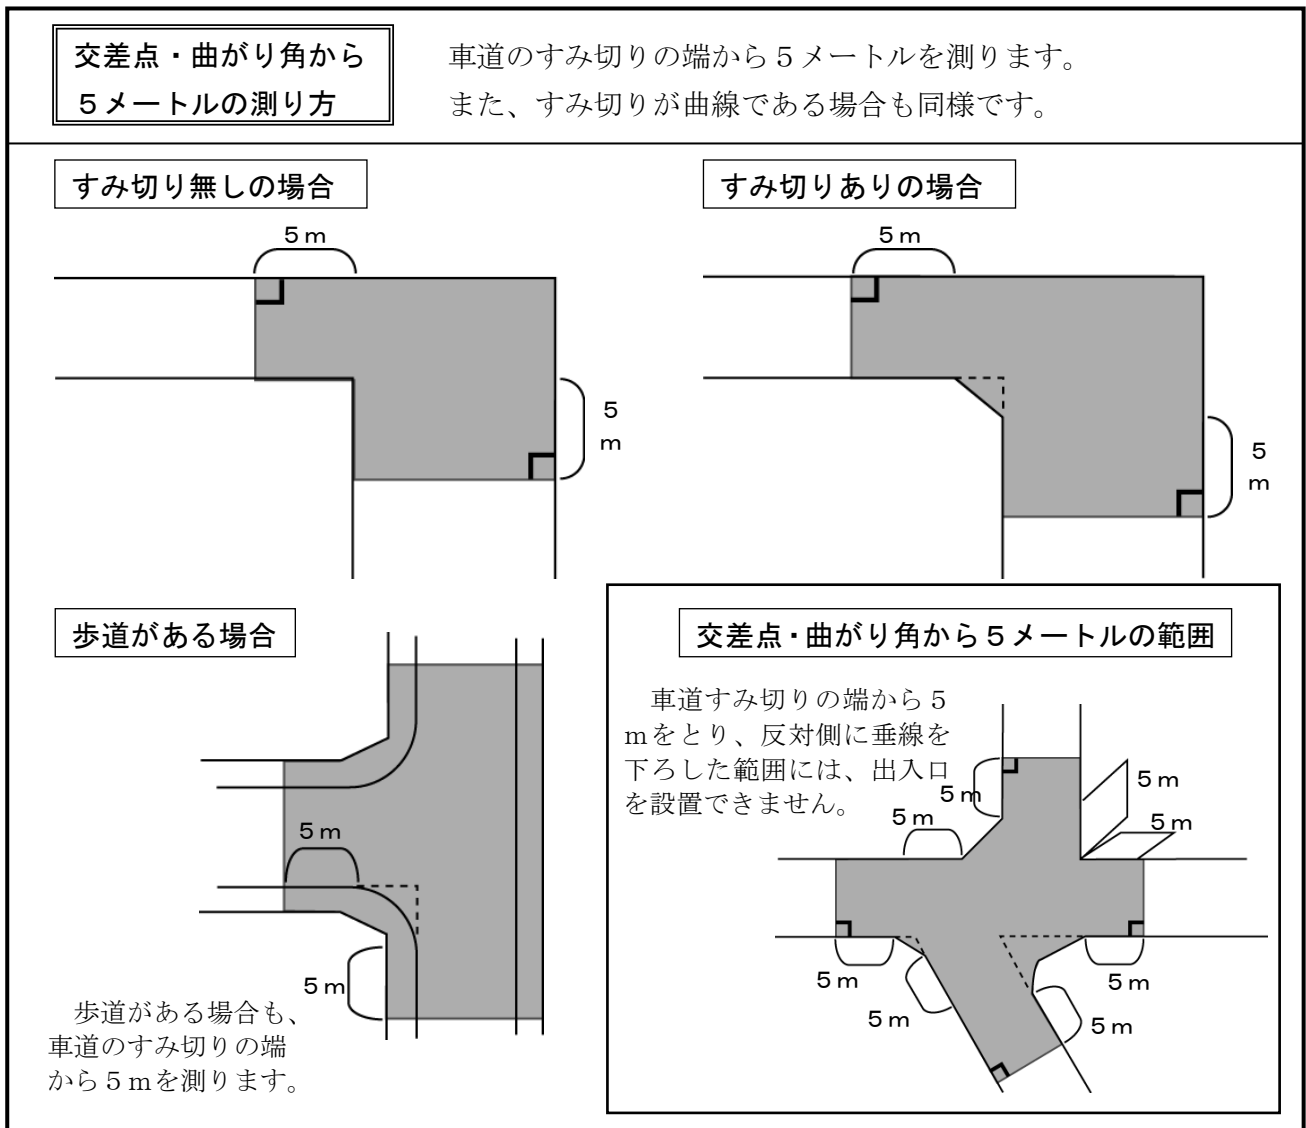 交差点・曲がり角から
５メートルの測り方
車道のすみ切りの端から５メートルを測ります。
また、すみ切りが曲線である場合も同様です。
すみ切り無しの場合
５ｍ
５
ｍ
すみ切りありの場合
５ｍ
５
ｍ
歩道がある場合
５ｍ
５ｍ
歩道がある場合も、
車道のすみ切りの端
から５ｍを測ります。
交差点・曲がり角から５メートルの範囲
車道すみ切りの端から５
ｍをとり、反対側に垂線を
下ろした範囲には、出入口
を設置できません。
５ｍ
５ｍ
５ｍ
５ｍ
５ｍ
５ｍ
５ｍ
５ｍ